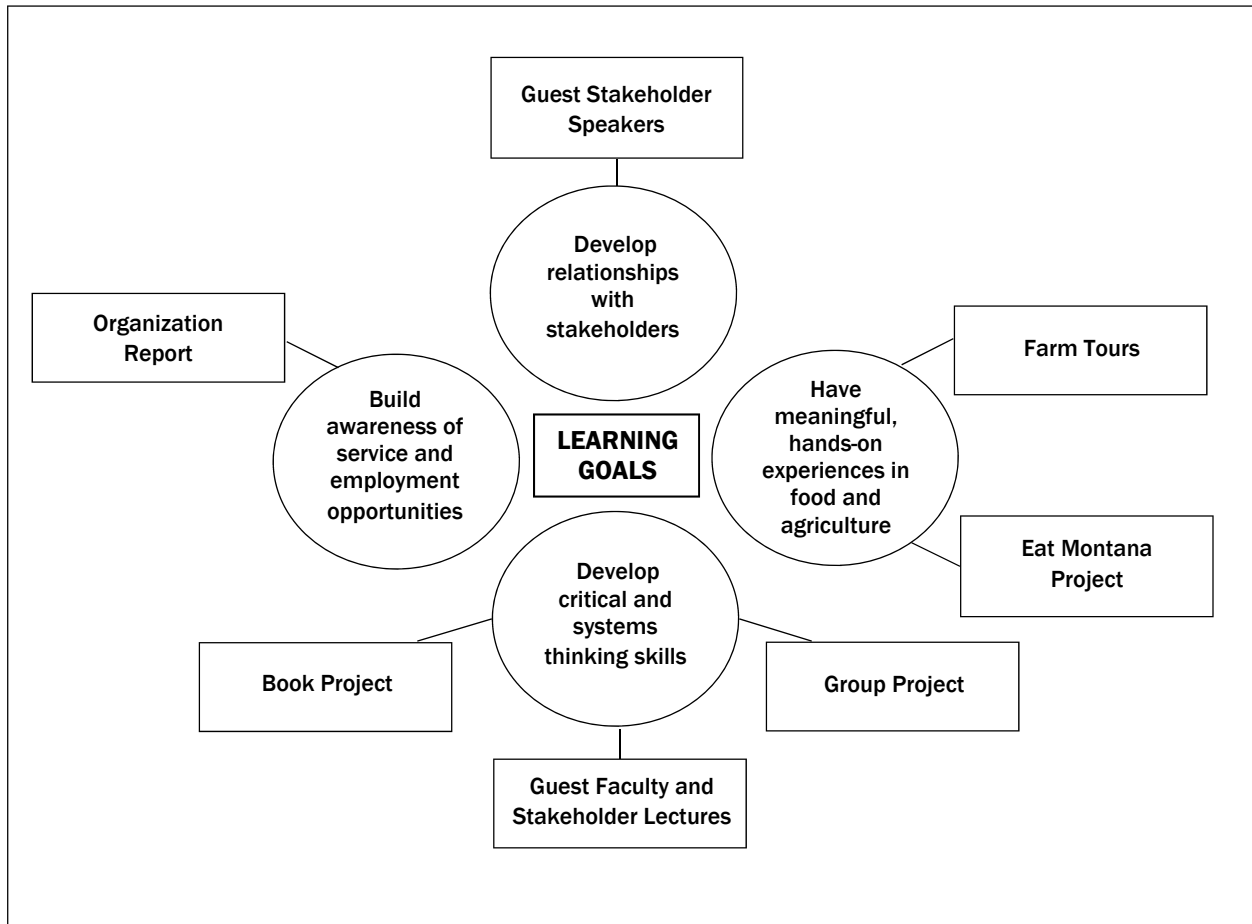 Guest Stakeholder
Speakers
Develop
relationships
with
stakeholders
Organization
Report
Build
awareness of
service and
employment
opportunities
LEARNING
GOALS
Have
meaningful,
hands-on
experiences in
food and
agriculture
Farm Tours
Eat Montana
Project
Develop
critical and
systems
thinking skills
Book Project
Group Project
Guest Faculty and
Stakeholder Lectures